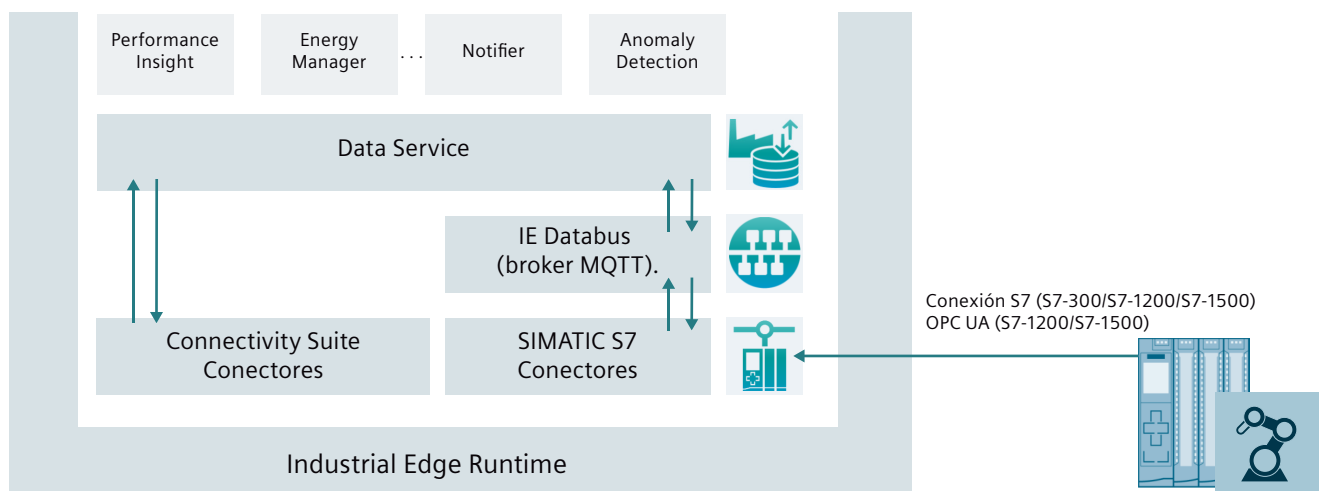 Performance
Insight
Energy
Manager
...
Notifier
Anomaly
Detection
Data Service
IE Databus
(broker MQTT).
Connectivity Suite
Conectores
SIMATIC S7
Conectores
Conexión S7 (S7-300/S7-1200/S7-1500)
OPC UA (S7-1200/S7-1500)
Industrial Edge Runtime